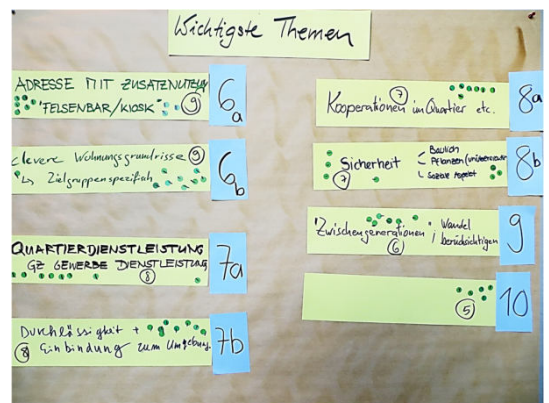 Wichtigste Themen
ADRESSE MIT ZUSATZNUTZEN
"FELSENBAR/KIOSK" 9
6a
clevere Wohnungsgrundrisse 9
↳ Zielgruppenspezifisch
6b
QUARTIERDIENSTLEISTUNG
GZ GEWERBE DIENSTLEISTUNG
8
7a
Durchlässigkeit +
8 Einbindung zum Umgebung
7b
7
Kooperationen im Quartier etc.
8a
Sicherheit
Baulich
Pflanzen
Soziale Aspekt
7
8b
"Zwischengenerationen", Wandel
berücksichtigen
6
9
5
10